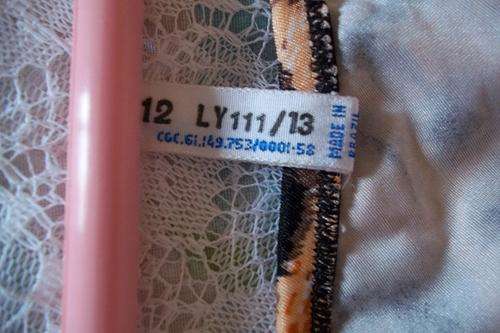 12 LY111/13
CGC.61.149.753/0001-58
MADE IN
BRAZIL